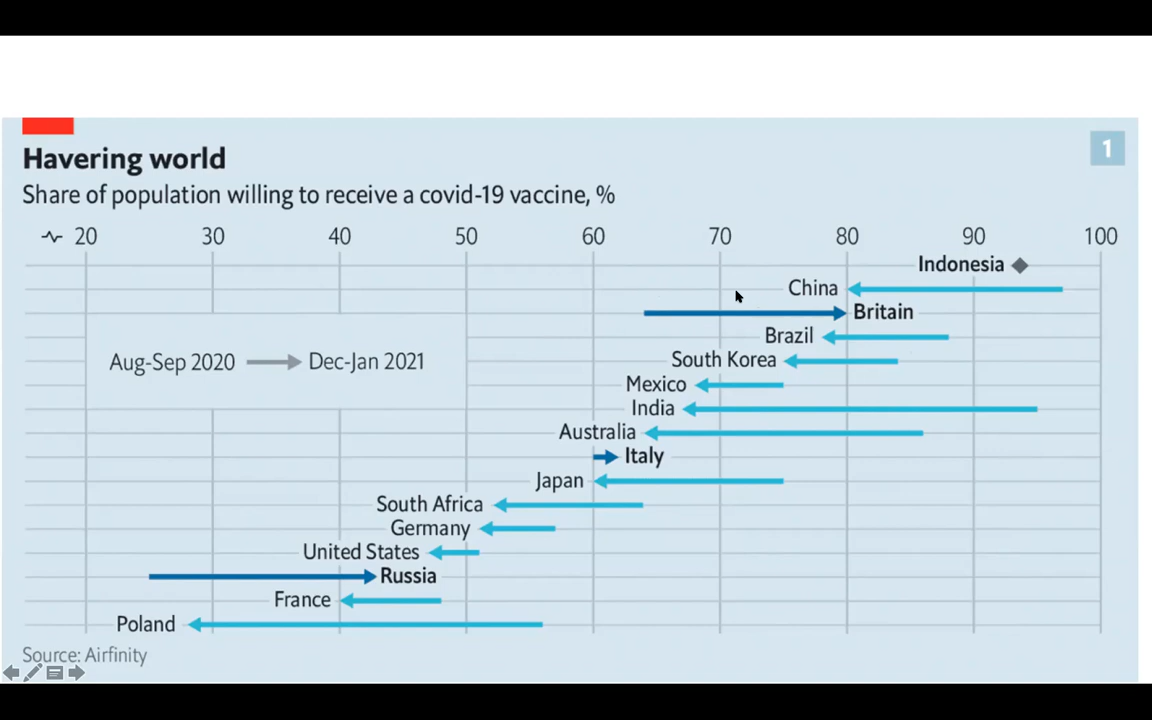 1
Havering world
Share of population willing to receive a covid-19 vaccine, %
20 30 40 50 60 70 80 90 100
Indonesia
China
Britain
Brazil
Aug-Sep 2020 Dec-Jan 2021
South Korea
Mexico
India
Australia
Italy
Japan
South Africa
Germany
United States
Russia
France
Poland
Source: Airfinity